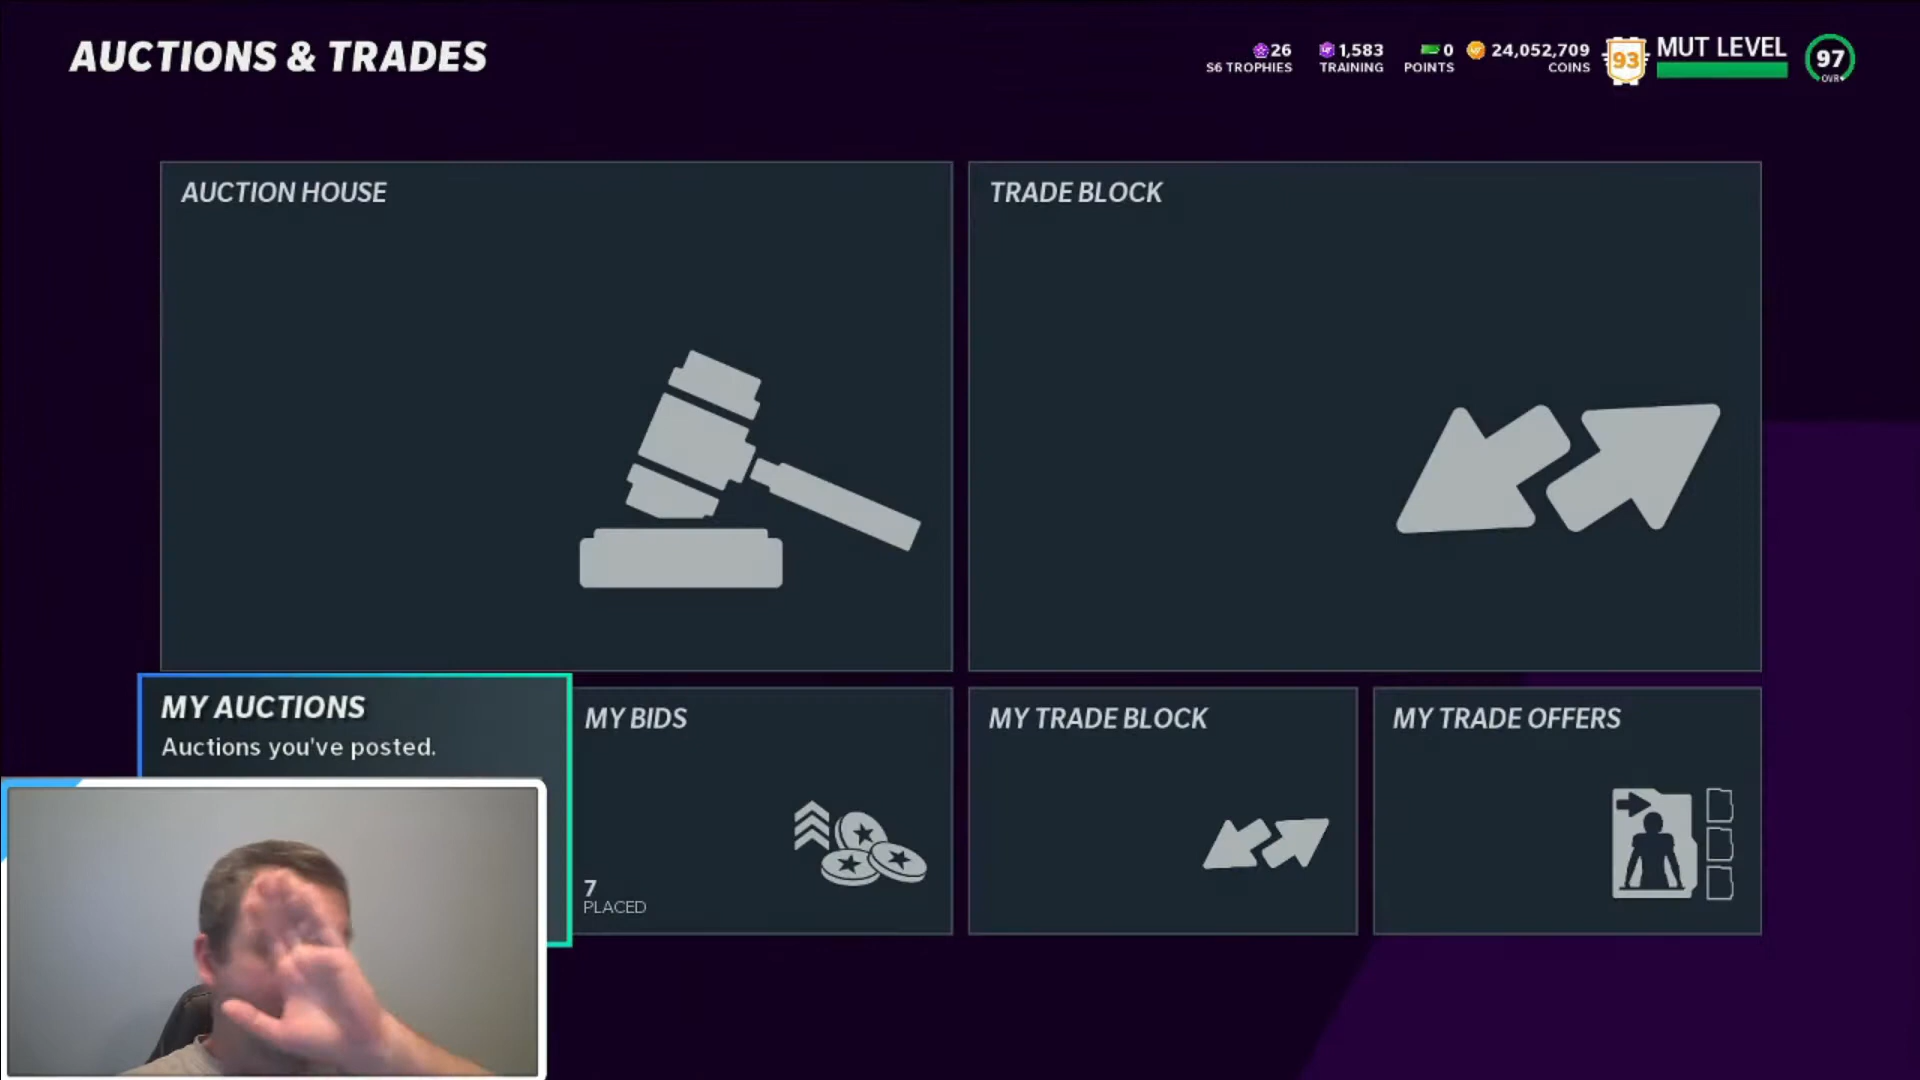 AUCTIONS & TRADES
26
S6 TROPHIES
1,583
TRAINING
0
POINTS
24,052,709
COINS
93
MUT LEVEL
97
OVR
AUCTION HOUSE
TRADE BLOCK
MY AUCTIONS
Auctions you've posted.
MY BIDS
7
PLACED
MY TRADE BLOCK
MY TRADE OFFERS